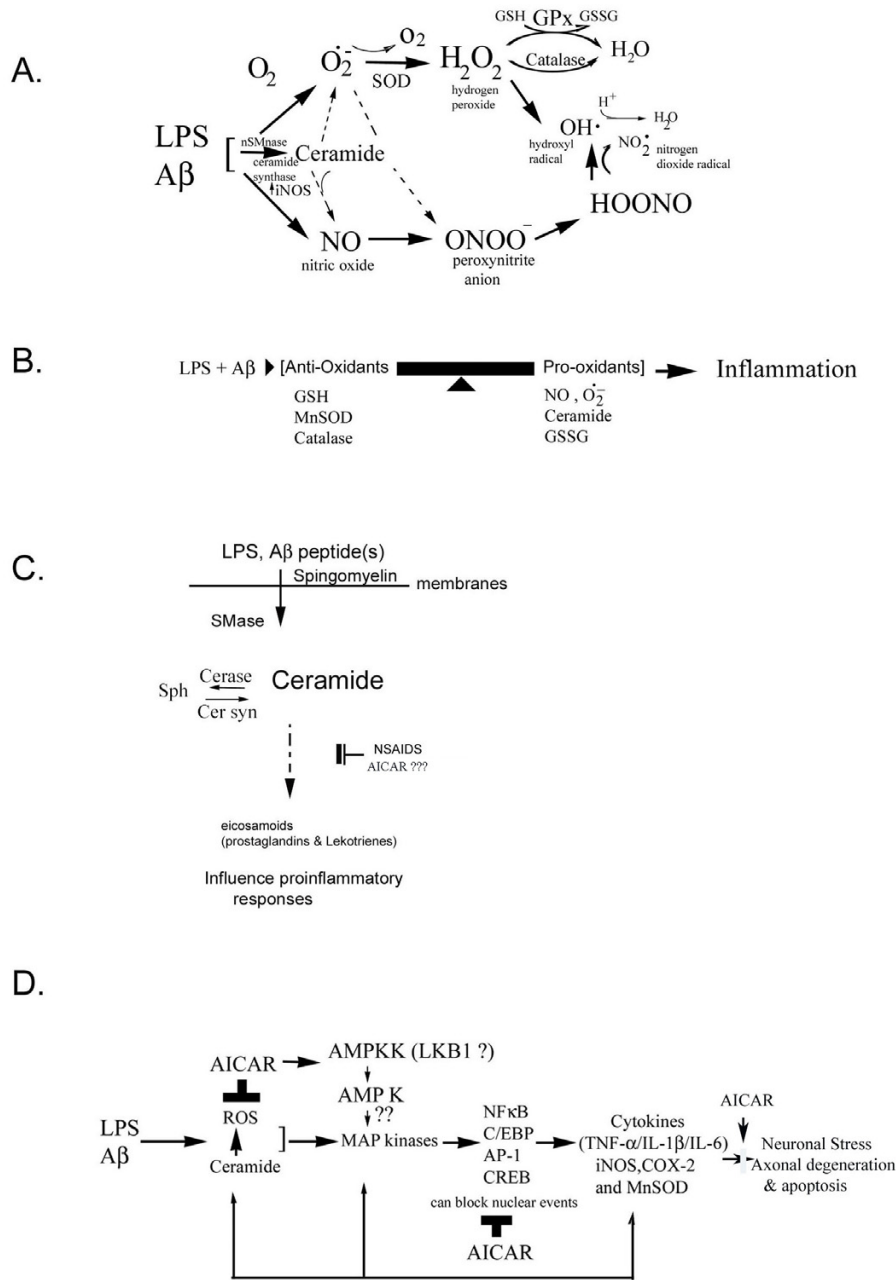 A.
O2
O2·-
O2
SOD
H2O2
hydrogen
peroxide
GSH
GPx
GSSG
Catalase
H2O
LPS
Aβ
[
nSMnase
ceramide
synthase
iNOS
Ceramide
OH·
hydroxyl
radical
H+
H2O
NO2·
nitrogen
dioxide radical
HOONO
NO
nitric oxide
ONOO−
peroxynitrite
anion
B.
LPS + Aβ
[Anti-Oxidants
Pro-oxidants]
Inflammation
GSH
MnSOD
Catalase
NO , O2·-
Ceramide
GSSG
C.
LPS, Aβ peptide(s)
Spingomyelin
membranes
SMase
Sph
Cerase
Cer syn
Ceramide
NSAIDS
AICAR ???
eicosamoids
(prostaglandins & Lekotrienes)
Influence proinflammatory
responses
D.
AICAR
AMPKK (LKB1 ?)
AMP K
??
MAP kinases
ROS
]
Ceramide
LPS
Aβ
NFκB
C/EBP
AP-1
CREB
can block nuclear events
AICAR
Cytokines
(TNF-α/IL-1β/IL-6)
iNOS,COX-2
and MnSOD
AICAR
Neuronal Stress
Axonal degeneration
& apoptosis